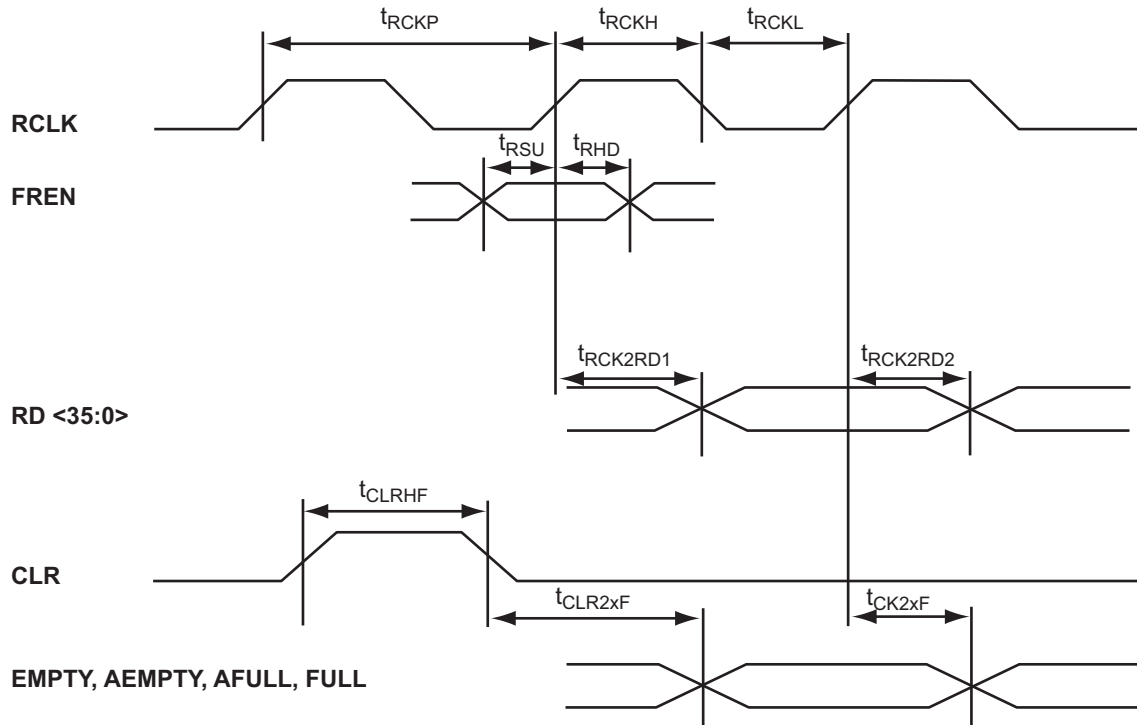 tRCKP tRCKH tRCKL
RCLK
tRSU tRHD
FREN
tRCK2RD1 tRCK2RD2
RD <35:0>
tCLRHF
CLR
tCLR2xF tCK2xF
EMPTY, AEMPTY, AFULL, FULL